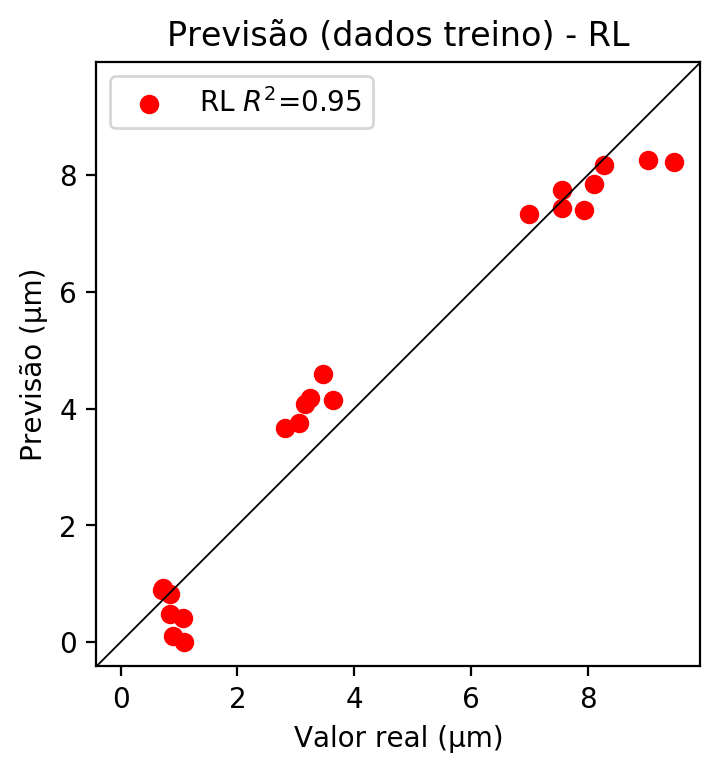 Previsão (dados treino) - RL
RL R²=0.95
Previsão (μm)
8
6
4
2
0
0 2 4 6 8
Valor real (μm)